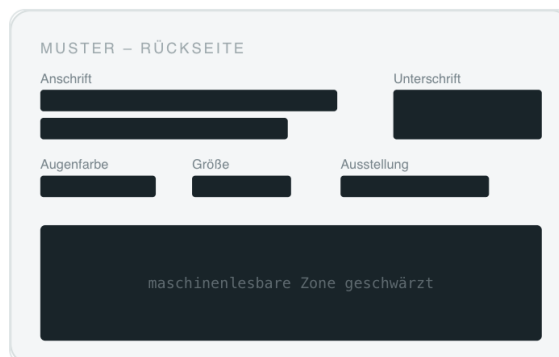 MUSTER – RÜCKSEITE
Anschrift Unterschrift
Augenfarbe Größe Ausstellung
maschinenlesbare Zone geschwärzt